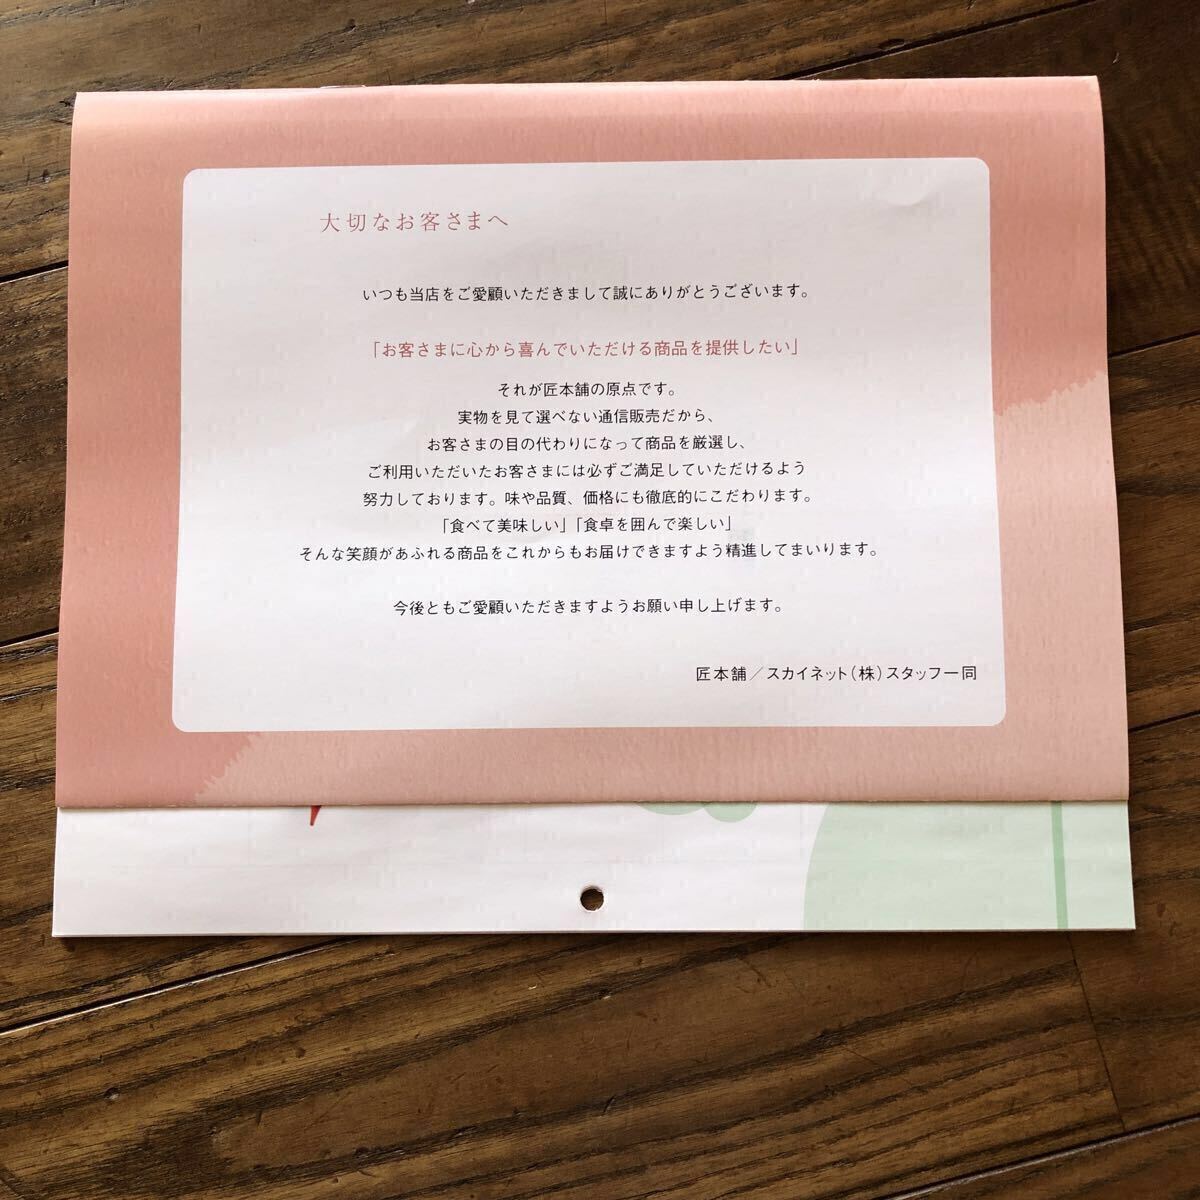 大切なお客さまへ
いつも当店をご愛顧いただきまして誠にありがとうございます。
「お客さまに心から喜んでいただける商品を提供したい」
それが匠本舗の原点です。
実物を見て選べない通信販売だから、
お客さまの目の代わりになって商品を厳選し、
ご利用いただいたお客さまには必ずご満足していただけるよう
努力しております。味や品質、価格にも徹底的にこだわります。
「食べて美味しい」「食卓を囲んで楽しい」
そんな笑顔があふれる商品をこれからもお届けできますよう精進してまいります。
今後ともご愛顧いただきますようお願い申し上げます。
匠本舗／スカイネット（株）スタッフ一同